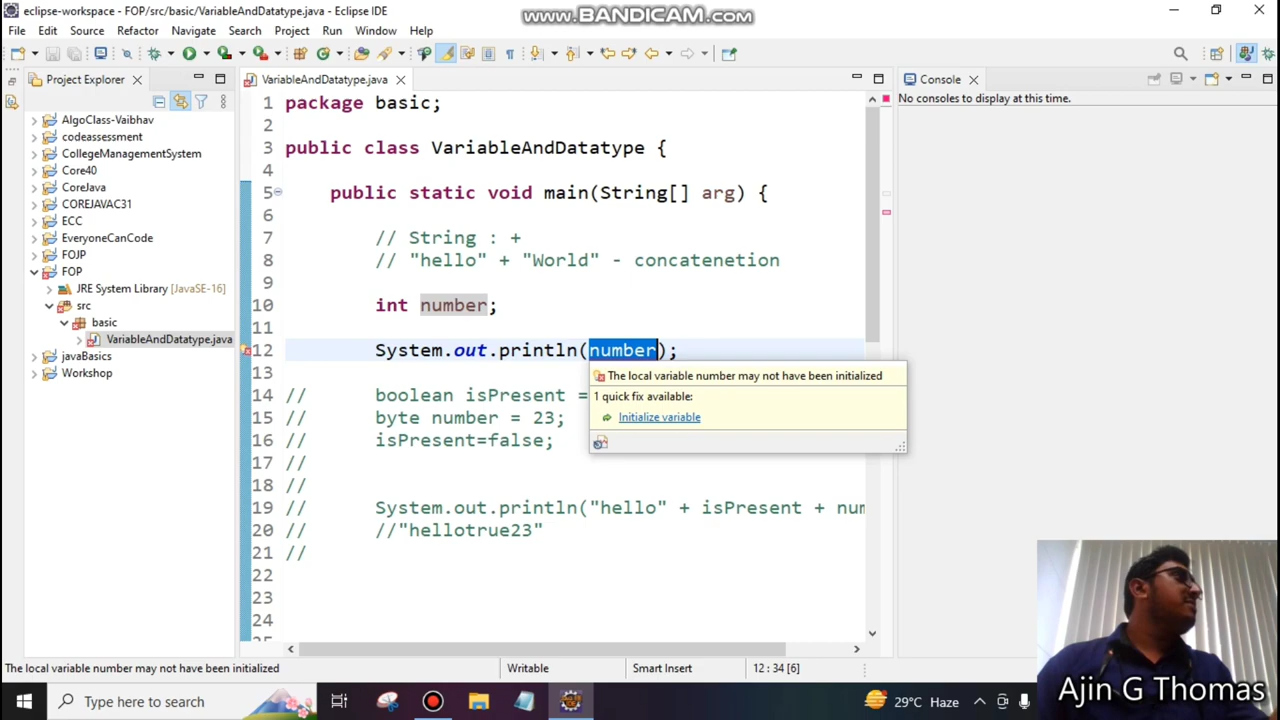 eclipse-workspace - FOP/src/basic/VariableAndDatatype.java - Eclipse IDE
www.BANDICAM.com
File Edit Source Refactor Navigate Search Project Run Window Help
Project Explorer
VariableAndDatatype.java
Console
No consoles to display at this time.
AlgoClass-Vaibhav
codeassessment
CollegeManagementSystem
Core40
CoreJava
COREJAVAC31
ECC
EveryoneCanCode
FOJP
FOP
JRE System Library [JavaSE-16]
src
basic
VariableAndDatatype.java
javaBasics
Workshop
1 package basic;
2
3 public class VariableAndDatatype {
4
5 public static void main(String[] arg) {
6
7 // String : +
8 // "hello" + "World" - concatenetion
9
10 int number;
11
12 System.out.println(number);
13
14 // boolean isPresent =
15 // byte number = 23;
16 // isPresent=false;
17 //
18 //
19 // System.out.println("hello" + isPresent + num
20 // //"hellotrue23"
21 //
22
23
24
25
The local variable number may not have been initialized
1 quick fix available:
Initialize variable
The local variable number may not have been initialized
Writable
Smart Insert
12 : 34 [6]
Type here to search
29°C Haze
Ajin G Thomas